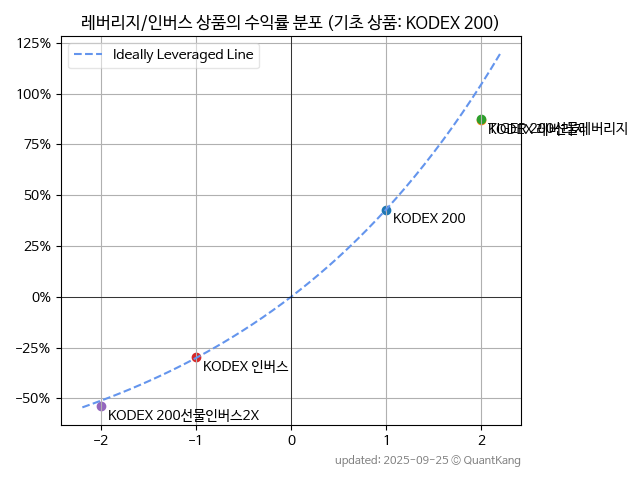 레버리지/인버스 상품의 수익률 분포 (기초 상품: KODEX 200)
125%
100%
75%
50%
25%
0%
−25%
−50%
Ideally Leveraged Line
KODEX 200
KODEX 인버스
KODEX 200선물인버스2X
−2
−1
0
1
2
updated: 2025-09-25 © QuantKang